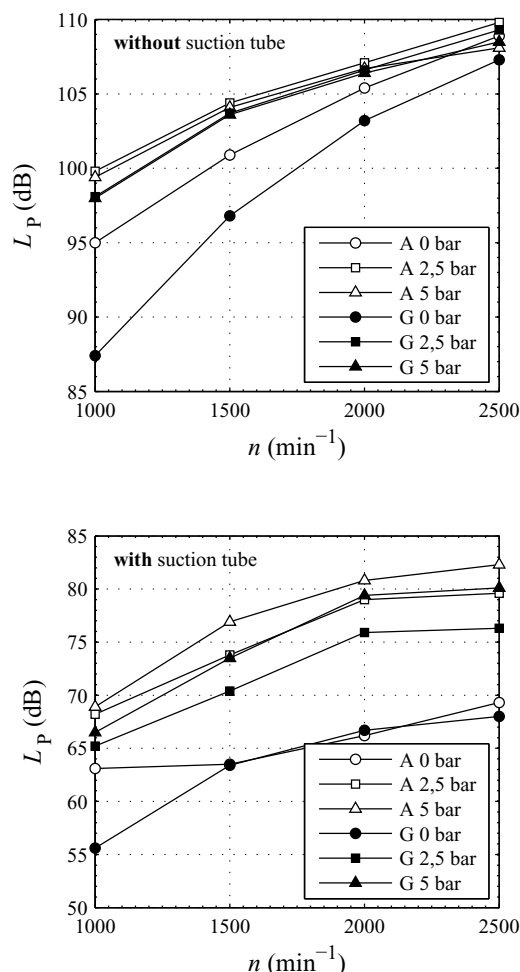 110
without suction tube
105
100
95
90
85
L_P (dB)
A 0 bar
A 2,5 bar
A 5 bar
G 0 bar
G 2,5 bar
G 5 bar
1000 1500 2000 2500
n (min⁻¹)
85
with suction tube
80
75
70
65
60
55
50
L_P (dB)
A 0 bar
A 2,5 bar
A 5 bar
G 0 bar
G 2,5 bar
G 5 bar
1000 1500 2000 2500
n (min⁻¹)